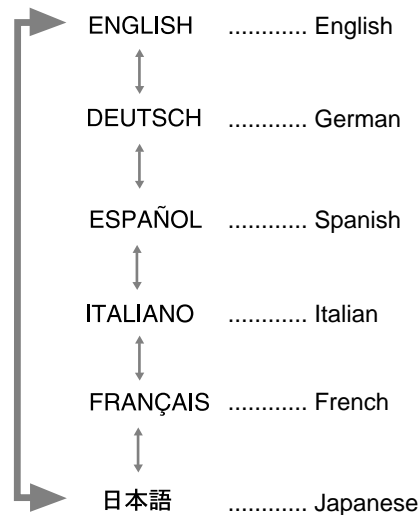 ENGLISH ............ English
DEUTSCH ............ German
ESPAÑOL ............ Spanish
ITALIANO ............ Italian
FRANÇAIS ............ French
日本語 ............ Japanese